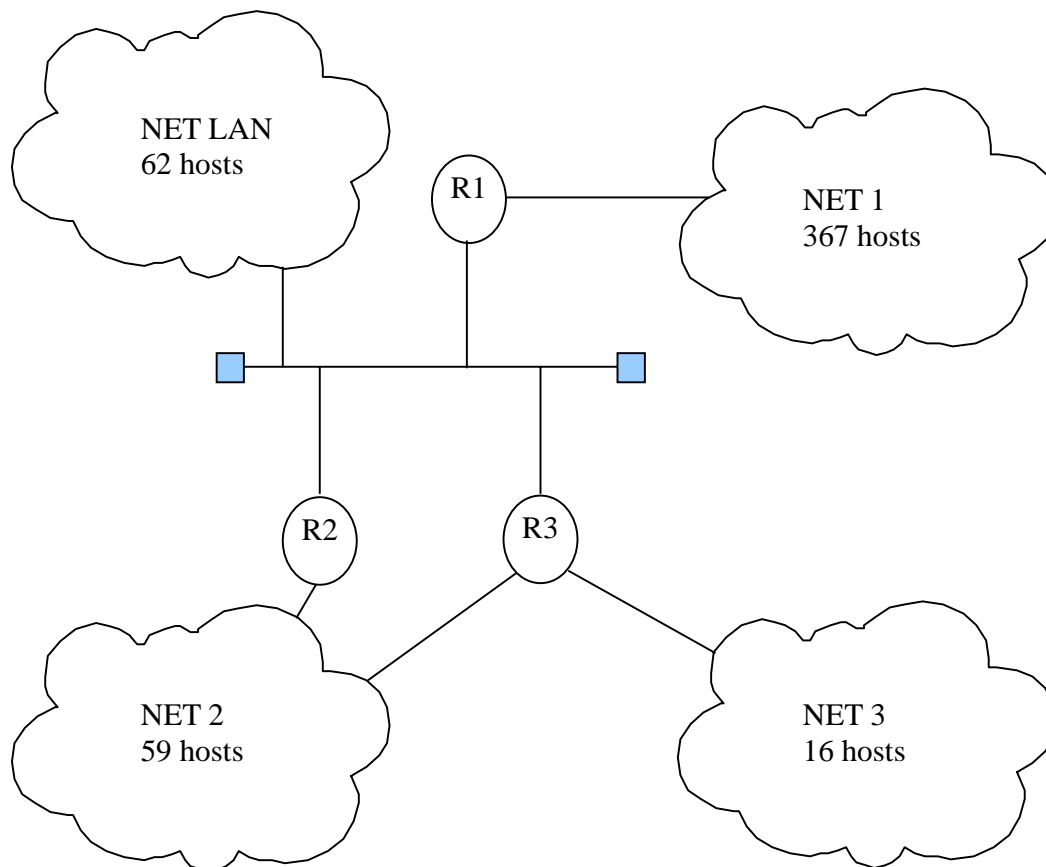 NET LAN
62 hosts
R1
NET 1
367 hosts
R2
R3
NET 2
59 hosts
NET 3
16 hosts